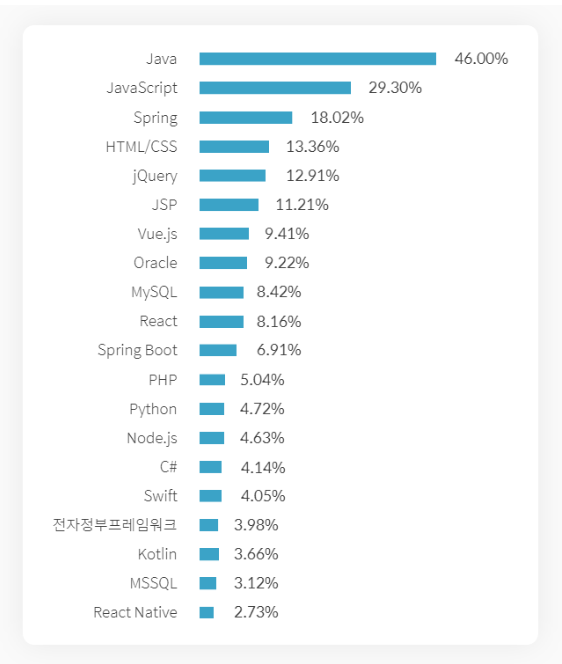 Java 46.00%
JavaScript 29.30%
Spring 18.02%
HTML/CSS 13.36%
jQuery 12.91%
JSP 11.21%
Vue.js 9.41%
Oracle 9.22%
MySQL 8.42%
React 8.16%
Spring Boot 6.91%
PHP 5.04%
Python 4.72%
Node.js 4.63%
C# 4.14%
Swift 4.05%
전자정부프레임워크 3.98%
Kotlin 3.66%
MSSQL 3.12%
React Native 2.73%